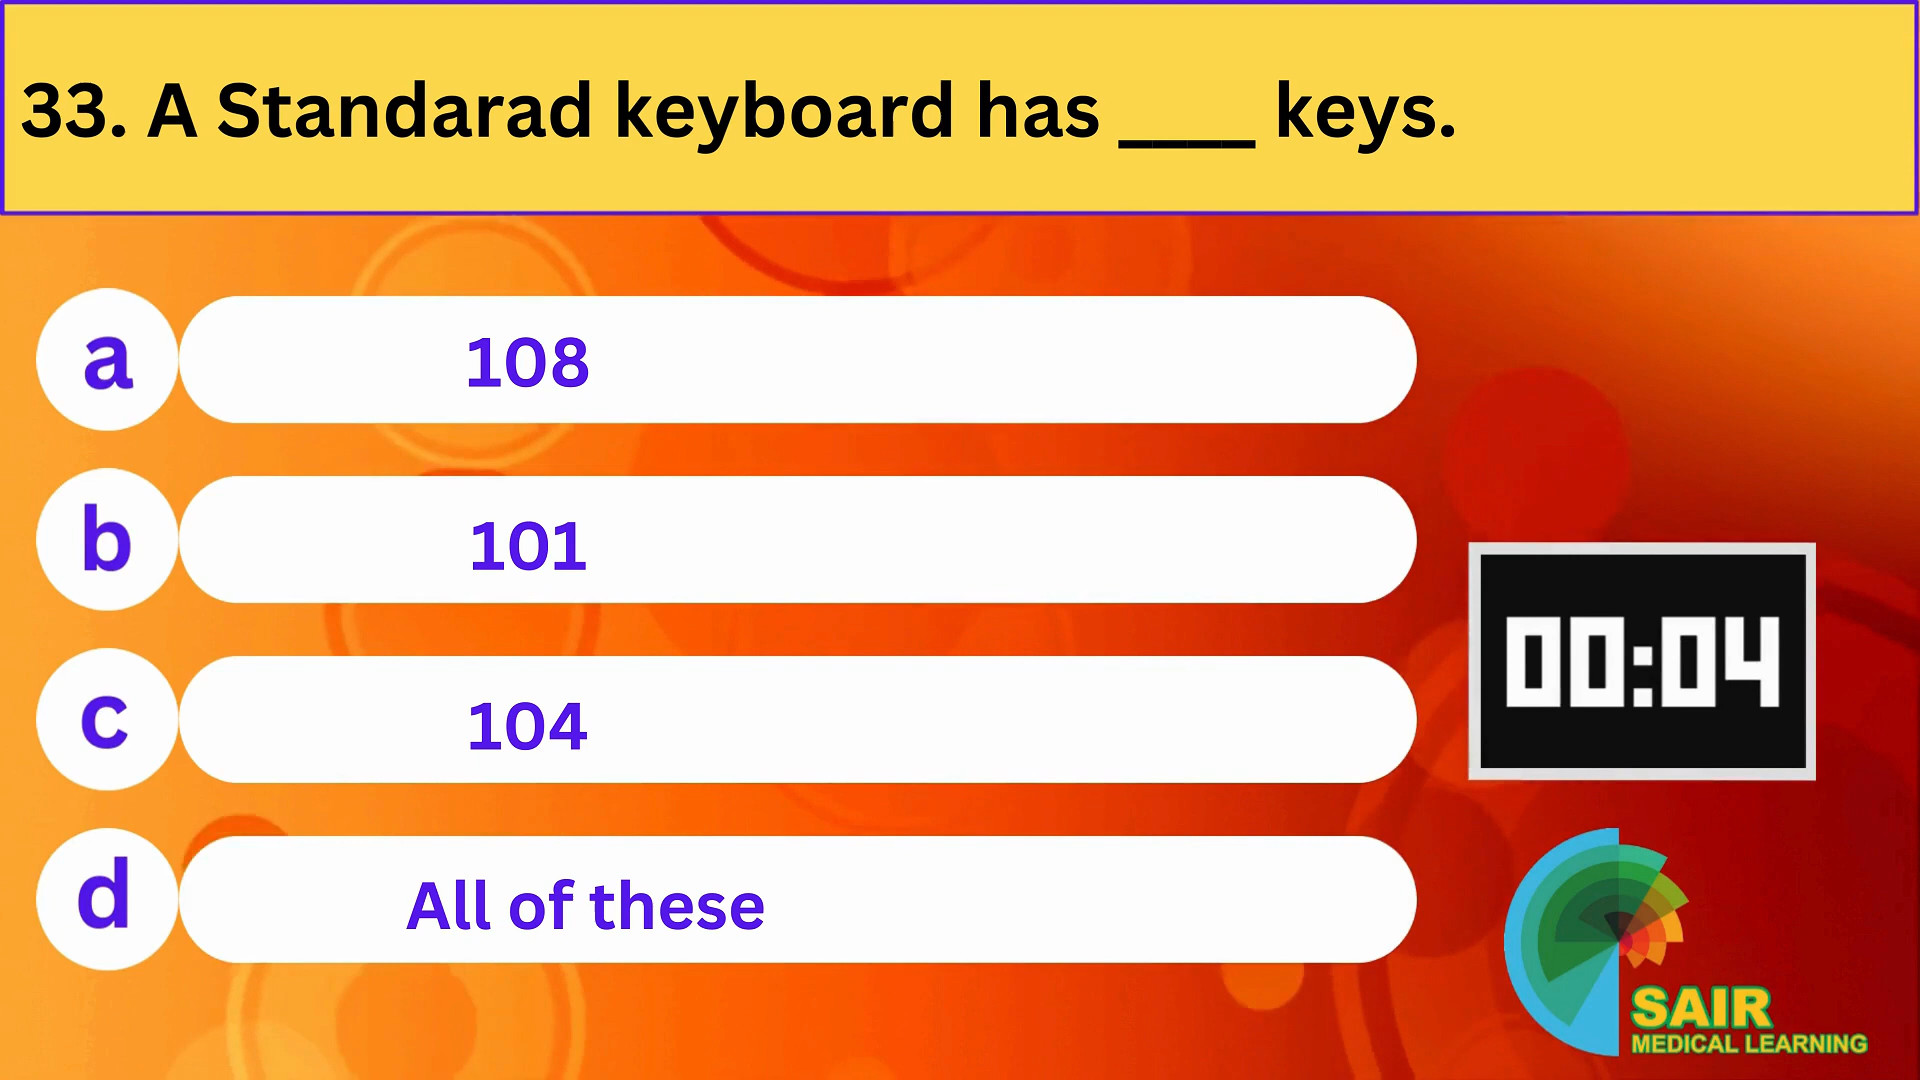 33. A Standarad keyboard has ____ keys.
a 108
b 101
c 104
d All of these
00:04
SAIR
MEDICAL LEARNING